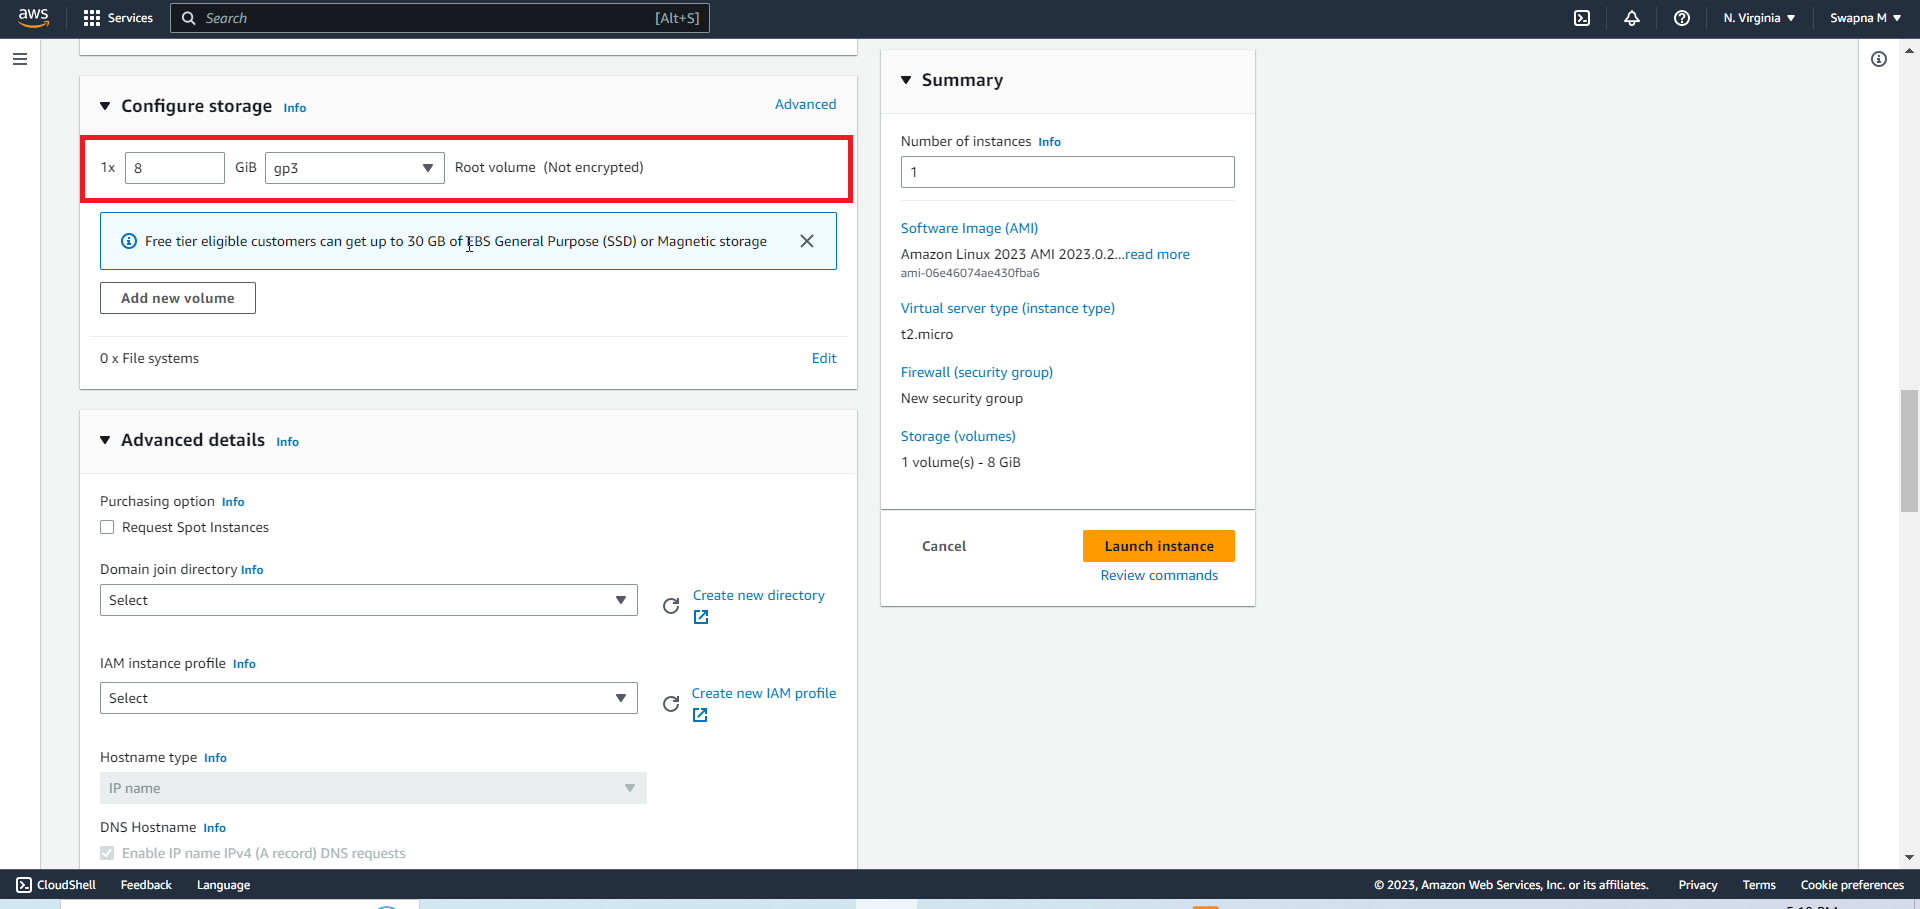 aws
Services
Search
[Alt+S]
N. Virginia
Swapna M
Configure storage Info
Advanced
1x 8 GiB gp3 Root volume (Not encrypted)
Free tier eligible customers can get up to 30 GB of EBS General Purpose (SSD) or Magnetic storage
Add new volume
0 x File systems
Edit
Advanced details Info
Purchasing option Info
Request Spot Instances
Domain join directory Info
Select
Create new directory
IAM instance profile Info
Select
Create new IAM profile
Hostname type Info
IP name
DNS Hostname Info
Enable IP name IPv4 (A record) DNS requests
Summary
Number of instances Info
1
Software Image (AMI)
Amazon Linux 2023 AMI 2023.0.2...read more
ami-06e46074ae430fba6
Virtual server type (instance type)
t2.micro
Firewall (security group)
New security group
Storage (volumes)
1 volume(s) - 8 GiB
Cancel
Launch instance
Review commands
CloudShell
Feedback
Language
© 2023, Amazon Web Services, Inc. or its affiliates.
Privacy
Terms
Cookie preferences